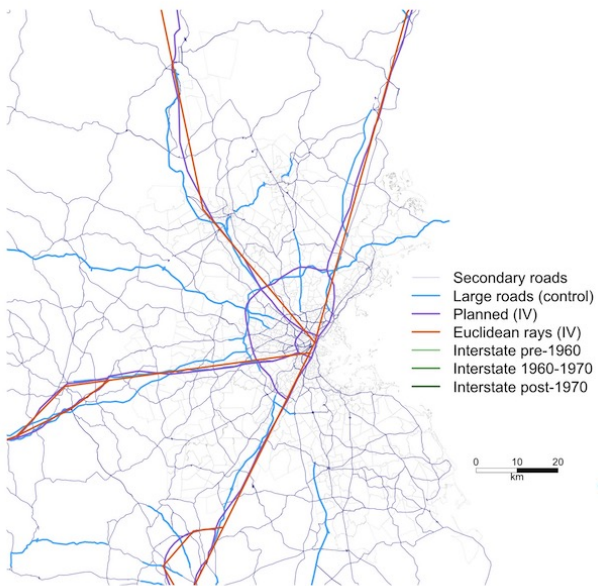 Secondary roads
Large roads (control)
Planned (IV)
Euclidean rays (IV)
Interstate pre-1960
Interstate 1960-1970
Interstate post-1970
0 10 20
km